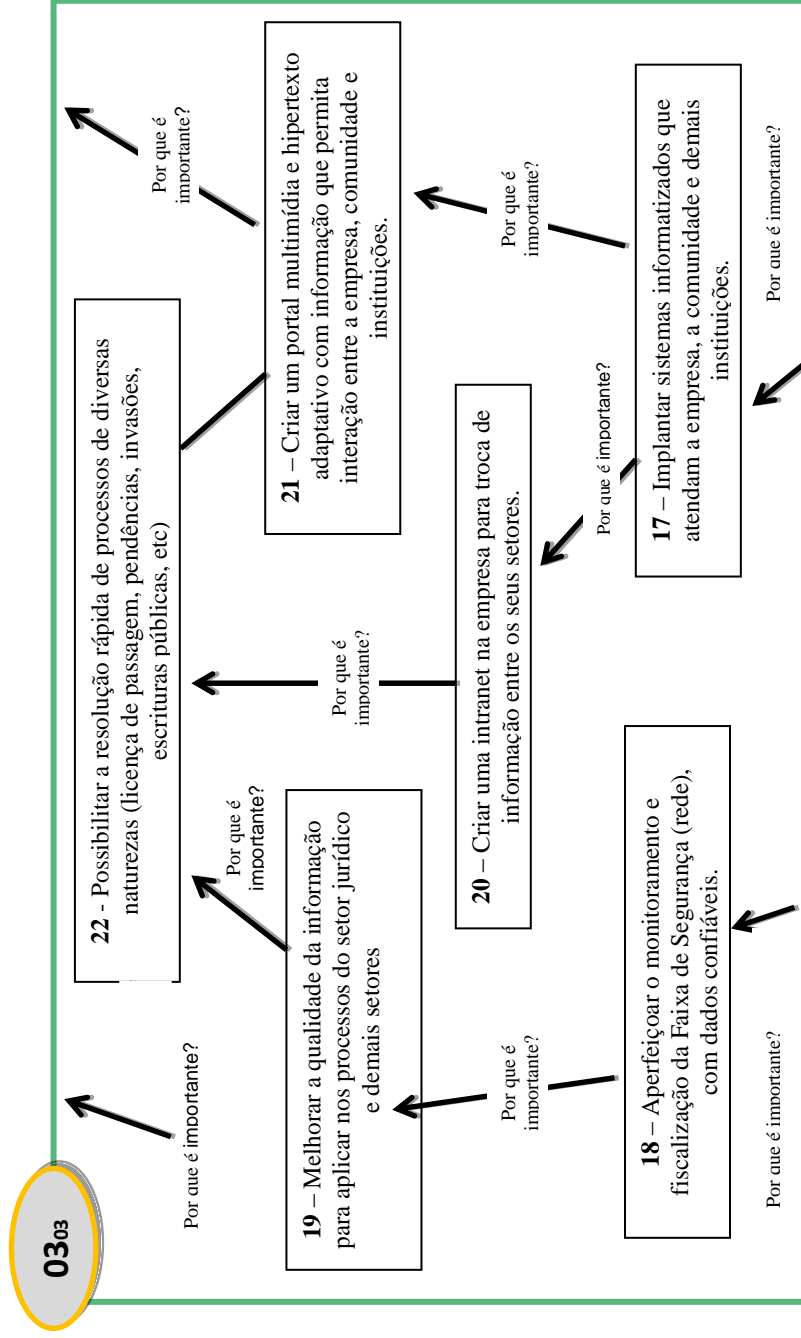 03 03
Por que é importante?
22 - Possibilitar a resolução rápida de processos de diversas
naturezas (licença de passagem, pendências, invasões,
escrituras públicas, etc)
Por que é
importante?
Por que é
importante?
19 – Melhorar a qualidade da informação
para aplicar nos processos do setor jurídico
e demais setores
Por que é
importante?
21 – Criar um portal multimídia e hipertexto
adaptativo com informação que permita
interação entre a empresa, comunidade e
instituições.
20 – Criar uma intranet na empresa para troca de
informação entre os seus setores.
Por que é
importante?
Por que é importante?
Por que é
importante?
18 – Aperfeiçoar o monitoramento e
fiscalização da Faixa de Segurança (rede),
com dados confiáveis.
17 – Implantar sistemas informatizados que
atendam a empresa, a comunidade e demais
instituições.
Por que é importante?
Por que é importante?